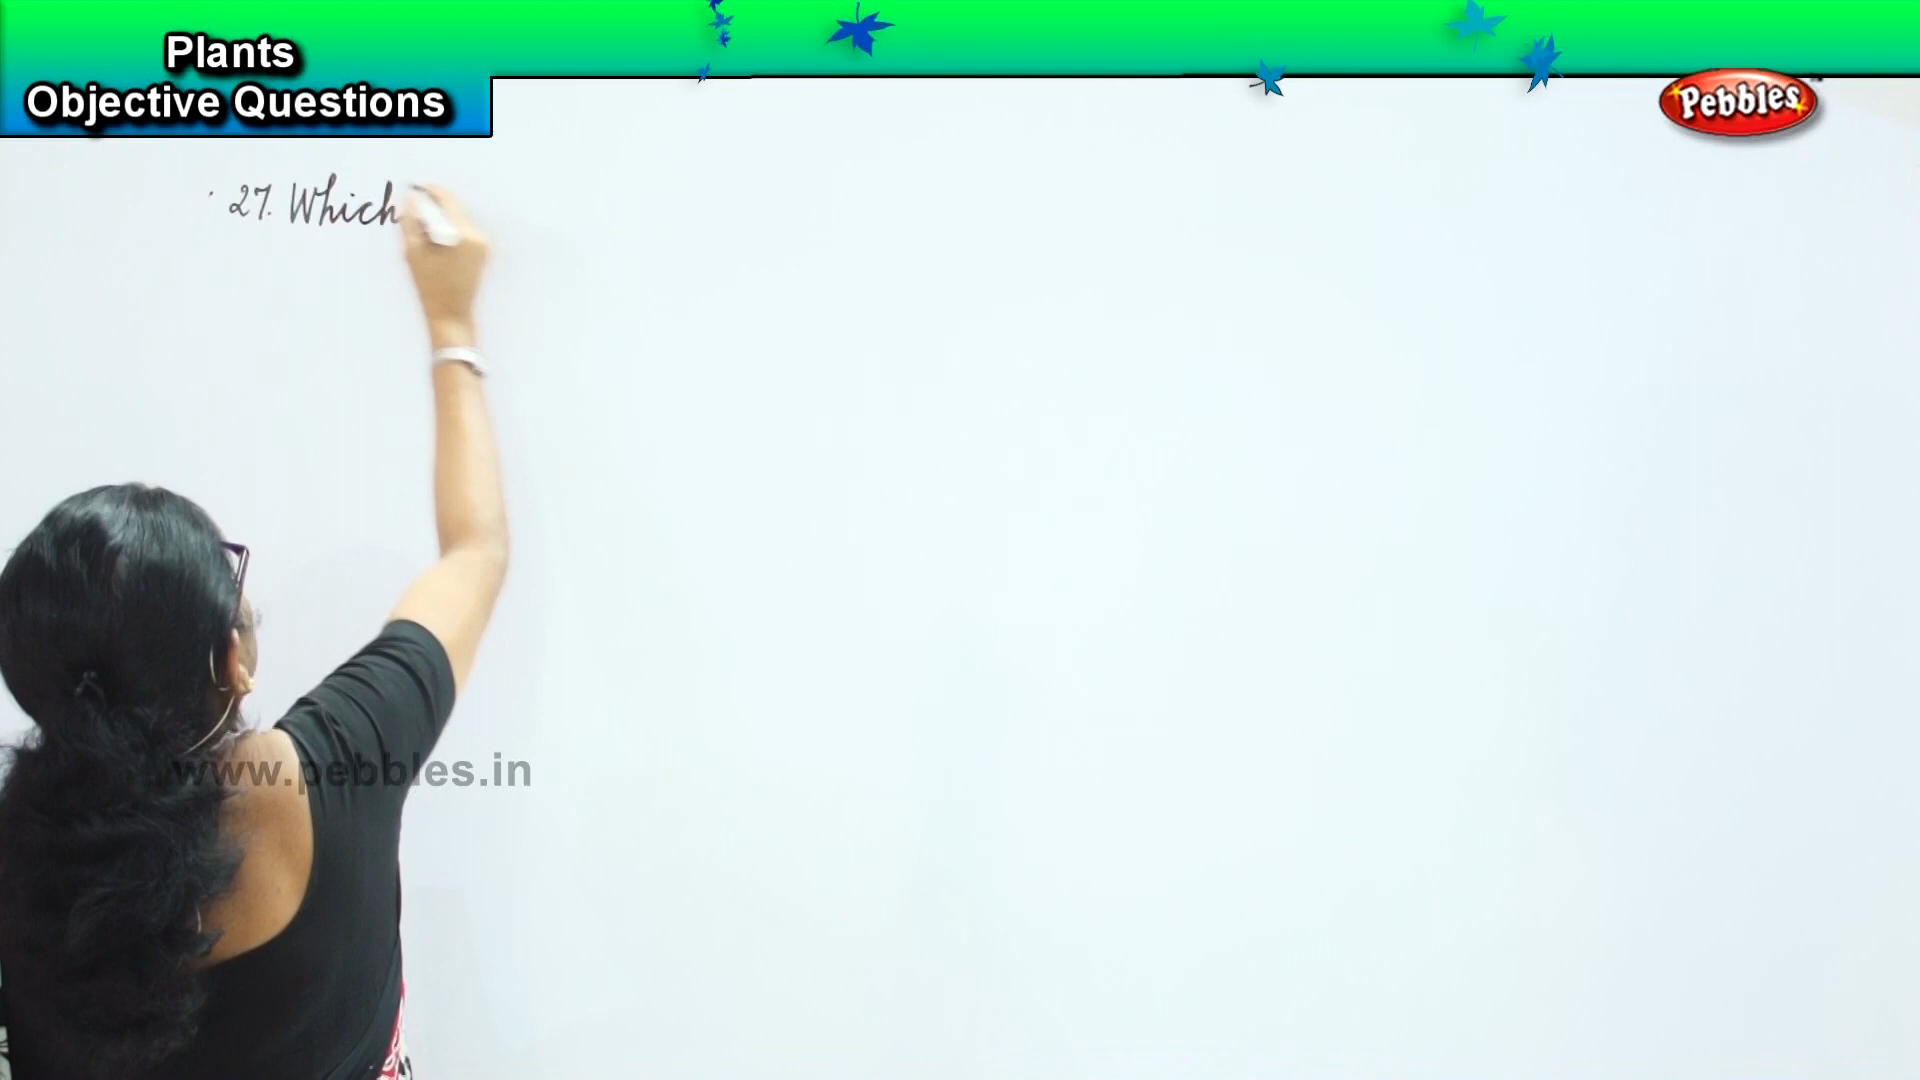 Plants
Objective Questions
Pebbles
27. Which
www.pebbles.in